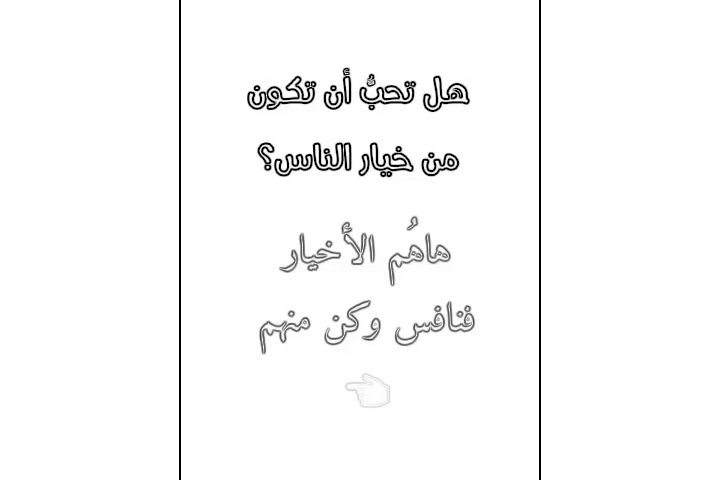 هل تحبُّ أن تكون
من خيار الناس؟
هاهُم الأخيار
فنافس وكن منهم